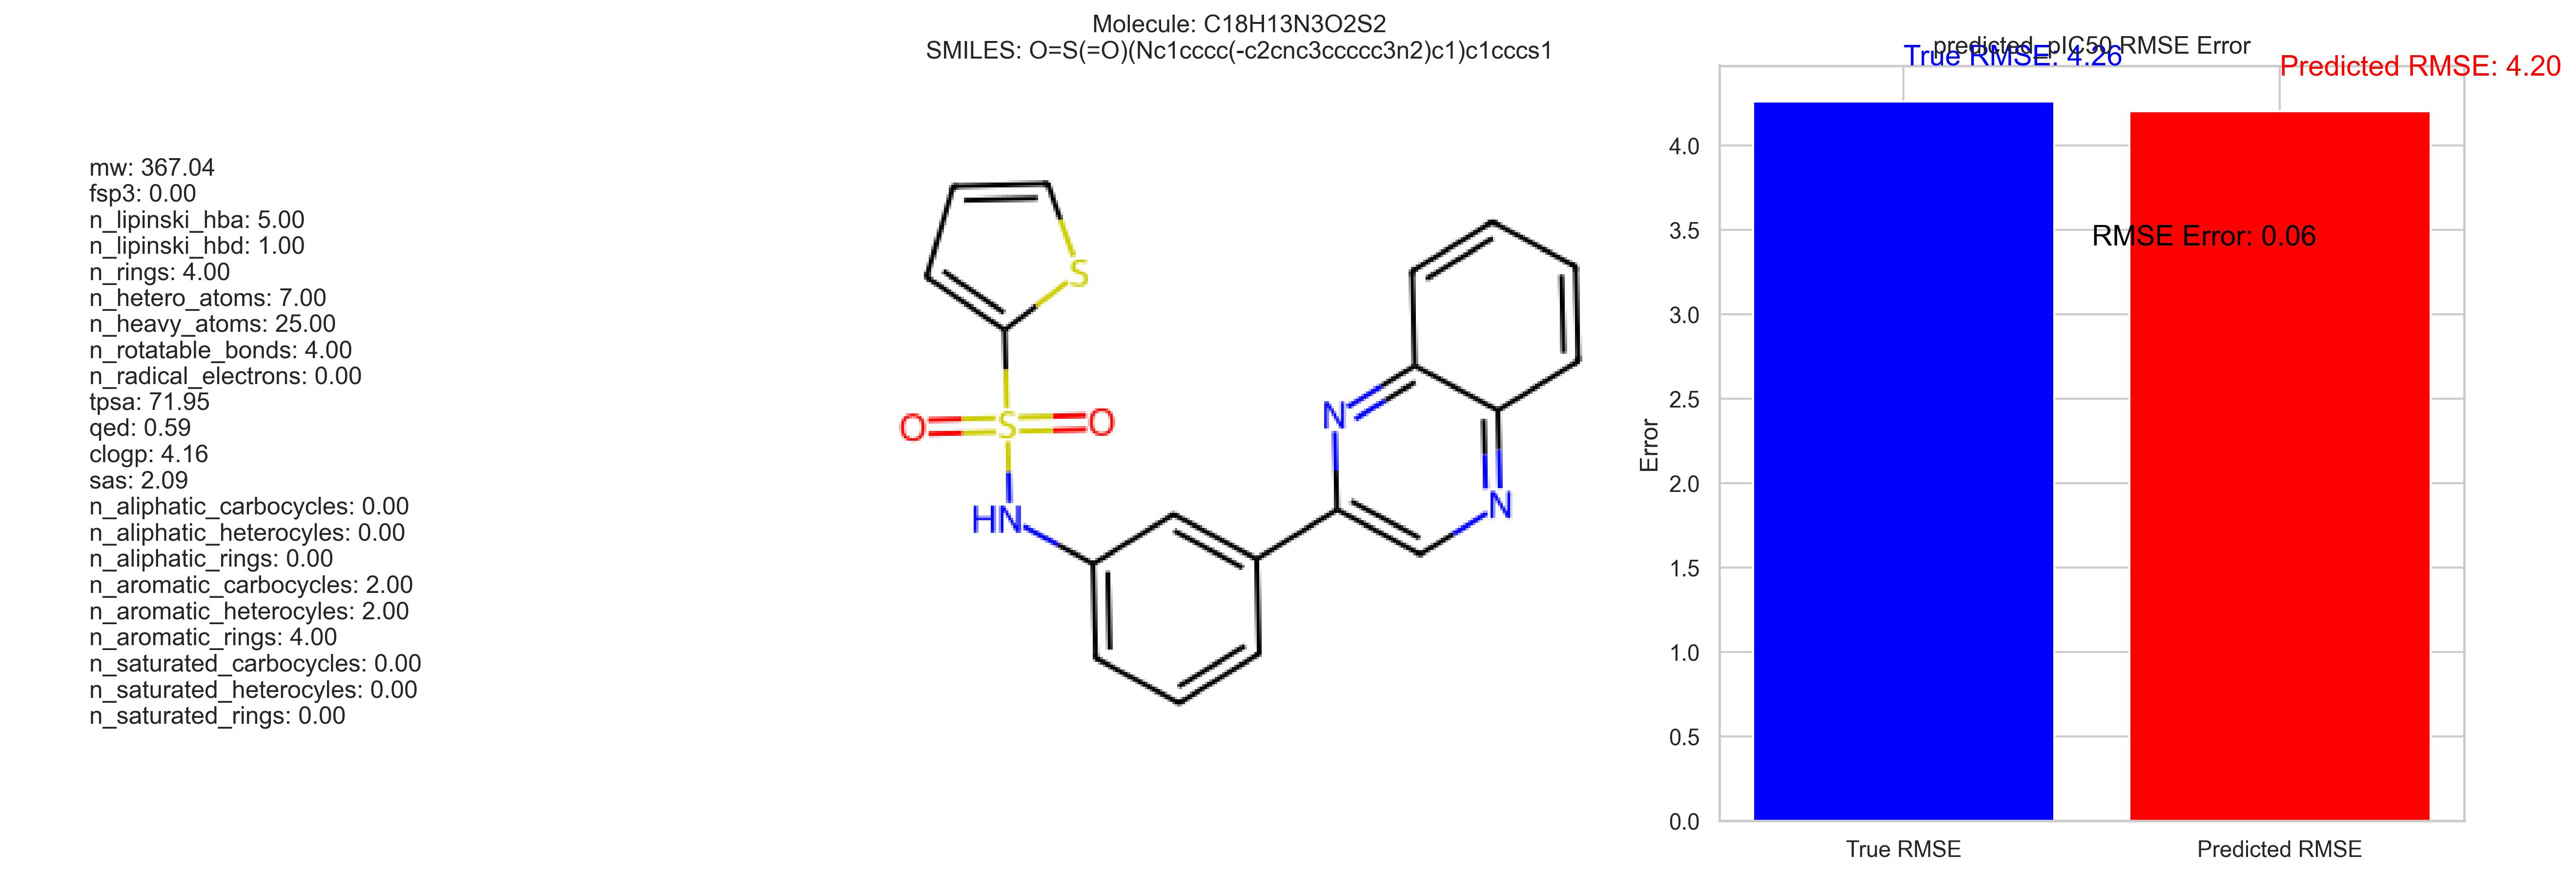 Molecule: C18H13N3O2S2
SMILES: O=S(=O)(Nc1cccc(-c2cnc3ccccc3n2)c1)c1cccs1
mw: 367.04
fsp3: 0.00
n_lipinski_hba: 5.00
n_lipinski_hbd: 1.00
n_rings: 4.00
n_hetero_atoms: 7.00
n_heavy_atoms: 25.00
n_rotatable_bonds: 4.00
n_radical_electrons: 0.00
tpsa: 71.95
qed: 0.59
clogp: 4.16
sas: 2.09
n_aliphatic_carbocycles: 0.00
n_aliphatic_heterocyles: 0.00
n_aliphatic_rings: 0.00
n_aromatic_carbocycles: 2.00
n_aromatic_heterocyles: 2.00
n_aromatic_rings: 4.00
n_saturated_carbocycles: 0.00
n_saturated_heterocyles: 0.00
n_saturated_rings: 0.00
S
O
S
O
HN
N
N
predicted_pIC50 RMSE Error
True RMSE: 4.26
Predicted RMSE: 4.20
RMSE Error: 0.06
Error
4.0
3.5
3.0
2.5
2.0
1.5
1.0
0.5
0.0
True RMSE
Predicted RMSE